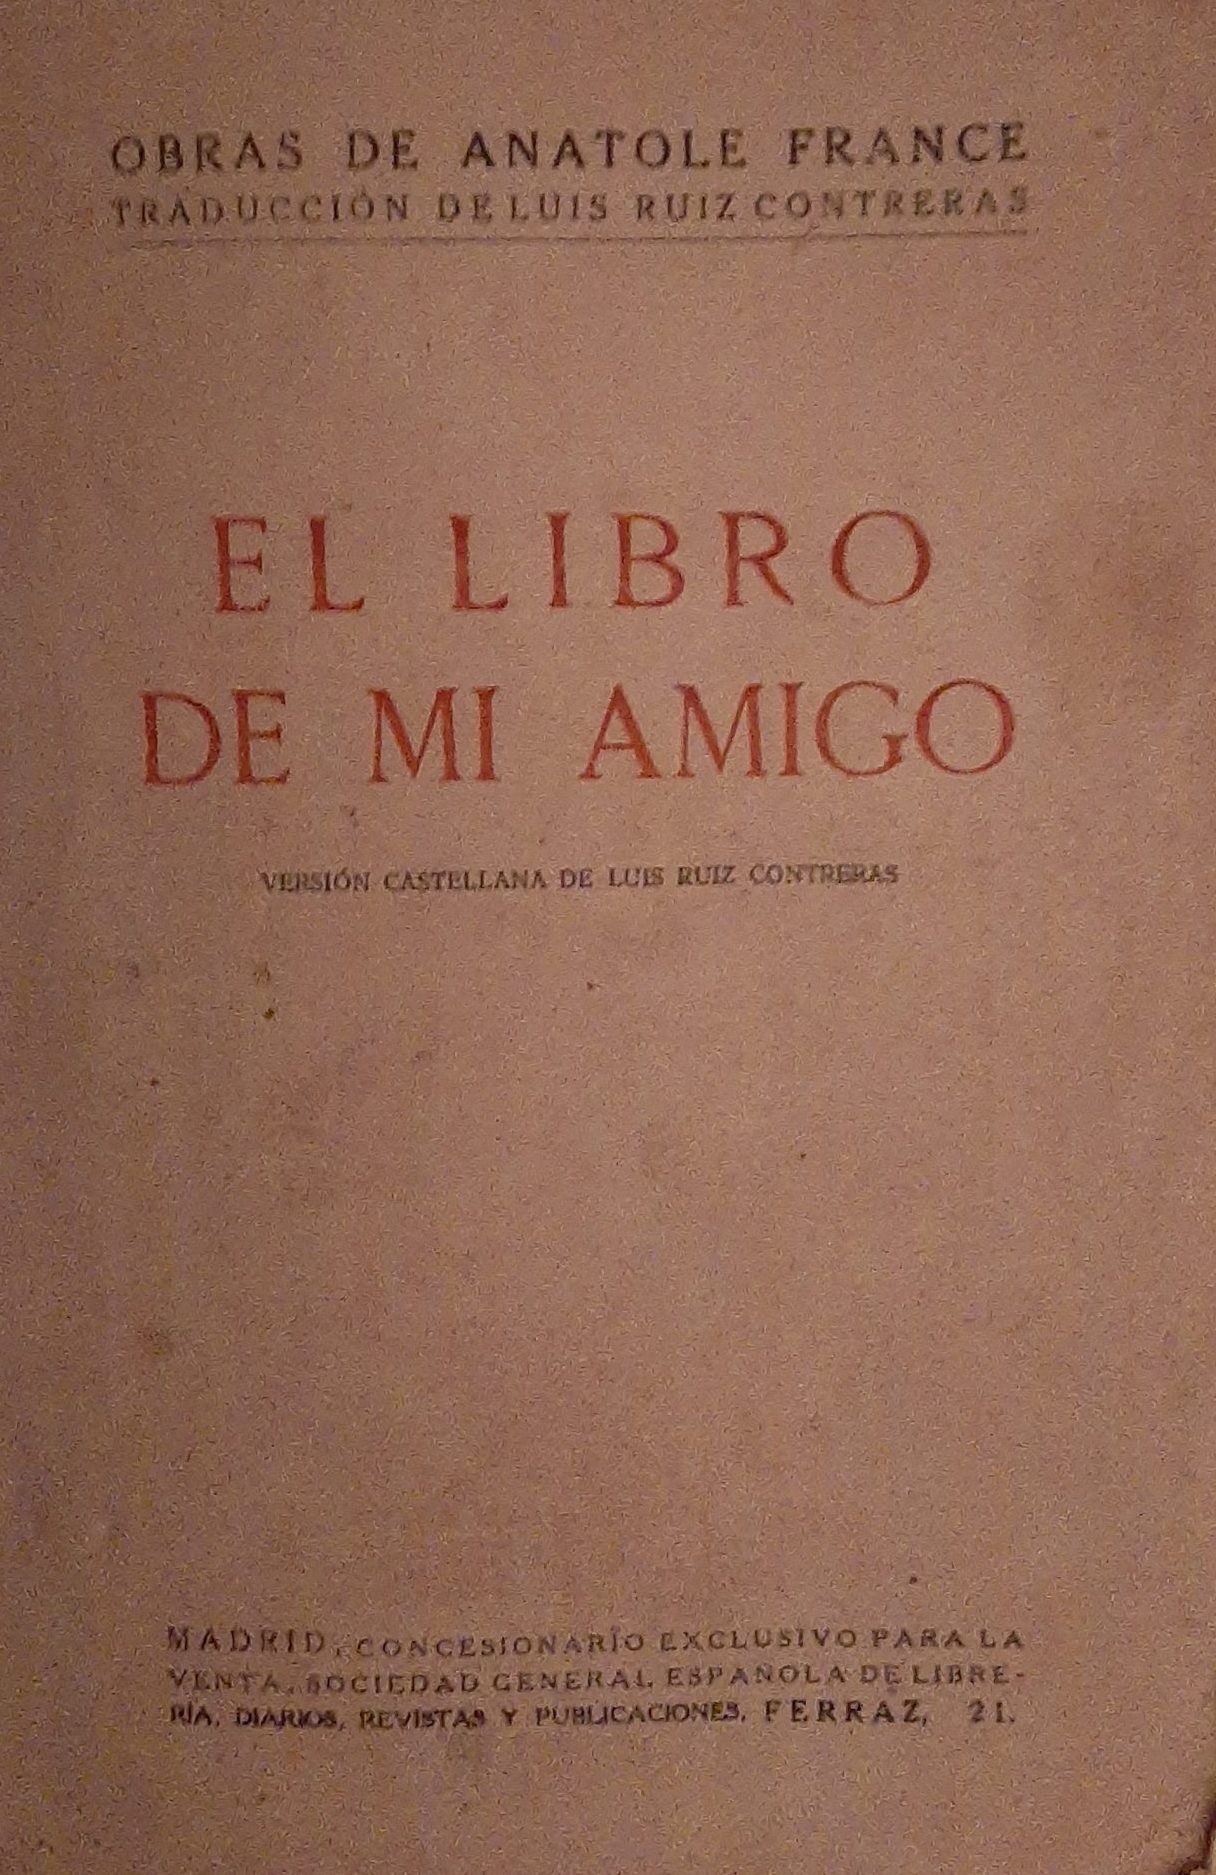 OBRAS DE ANATOLE FRANCE
TRADUCCIÓN DE LUIS RUIZ CONTRERAS
EL LIBRO
DE MI AMIGO
VERSIÓN CASTELLANA DE LUIS RUIZ CONTRERAS
MADRID, CONCESIONARIO EXCLUSIVO PARA LA
VENTA, SOCIEDAD GENERAL ESPAÑOLA DE LIBRE-
RÍA, DIARIOS, REVISTAS Y PUBLICACIONES, FERRAZ, 21.